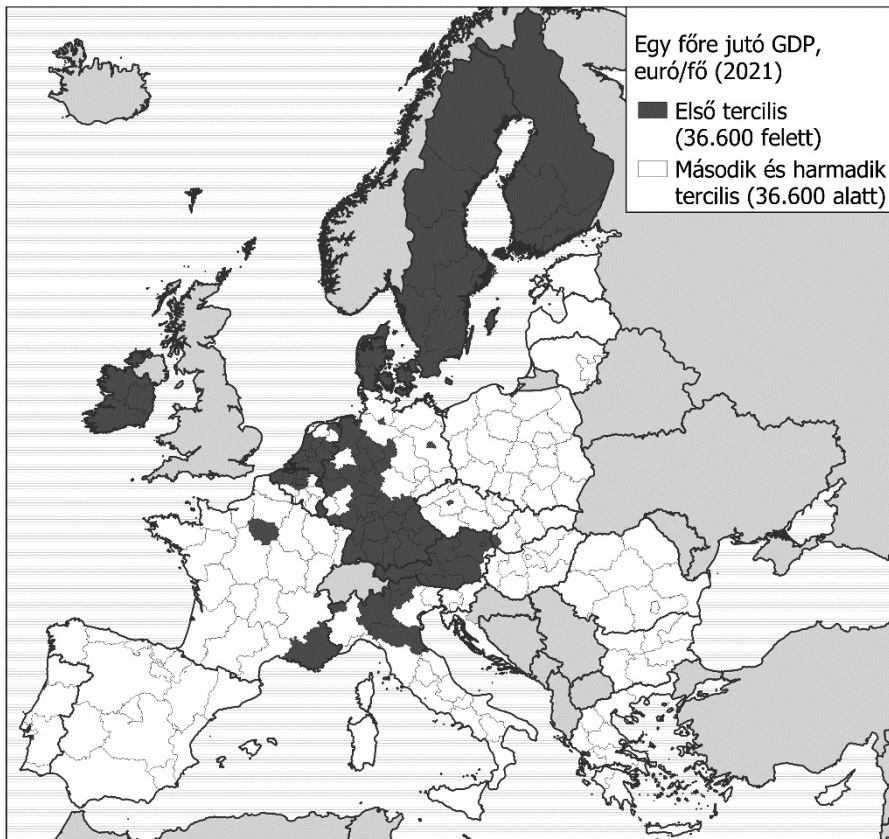 Egy főre jutó GDP,
euró/fő (2021)
Első tercilis
(36.600 felett)
Második és harmadik
tercilis (36.600 alatt)